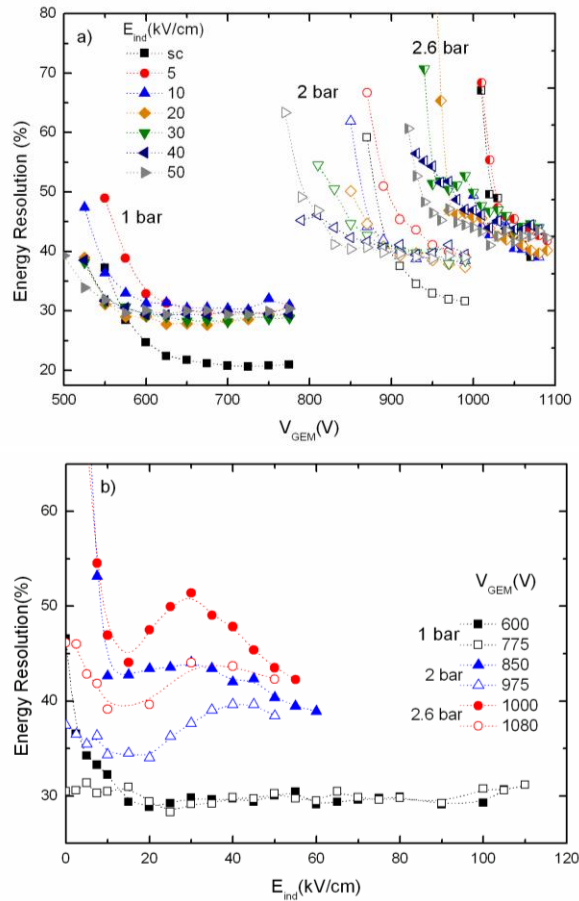 a)
E_ind(kV/cm)
sc
5
10
20
30
40
50
1 bar
2 bar
2.6 bar
Energy Resolution (%)
80
70
60
50
40
30
20
500 600 700 800 900 1000 1100
V_GEM(V)
b)
Energy Resolution(%)
60
50
40
30
V_GEM(V)
1 bar
600
775
2 bar
850
975
2.6 bar
1000
1080
0 20 40 60 80 100 120
E_ind(kV/cm)